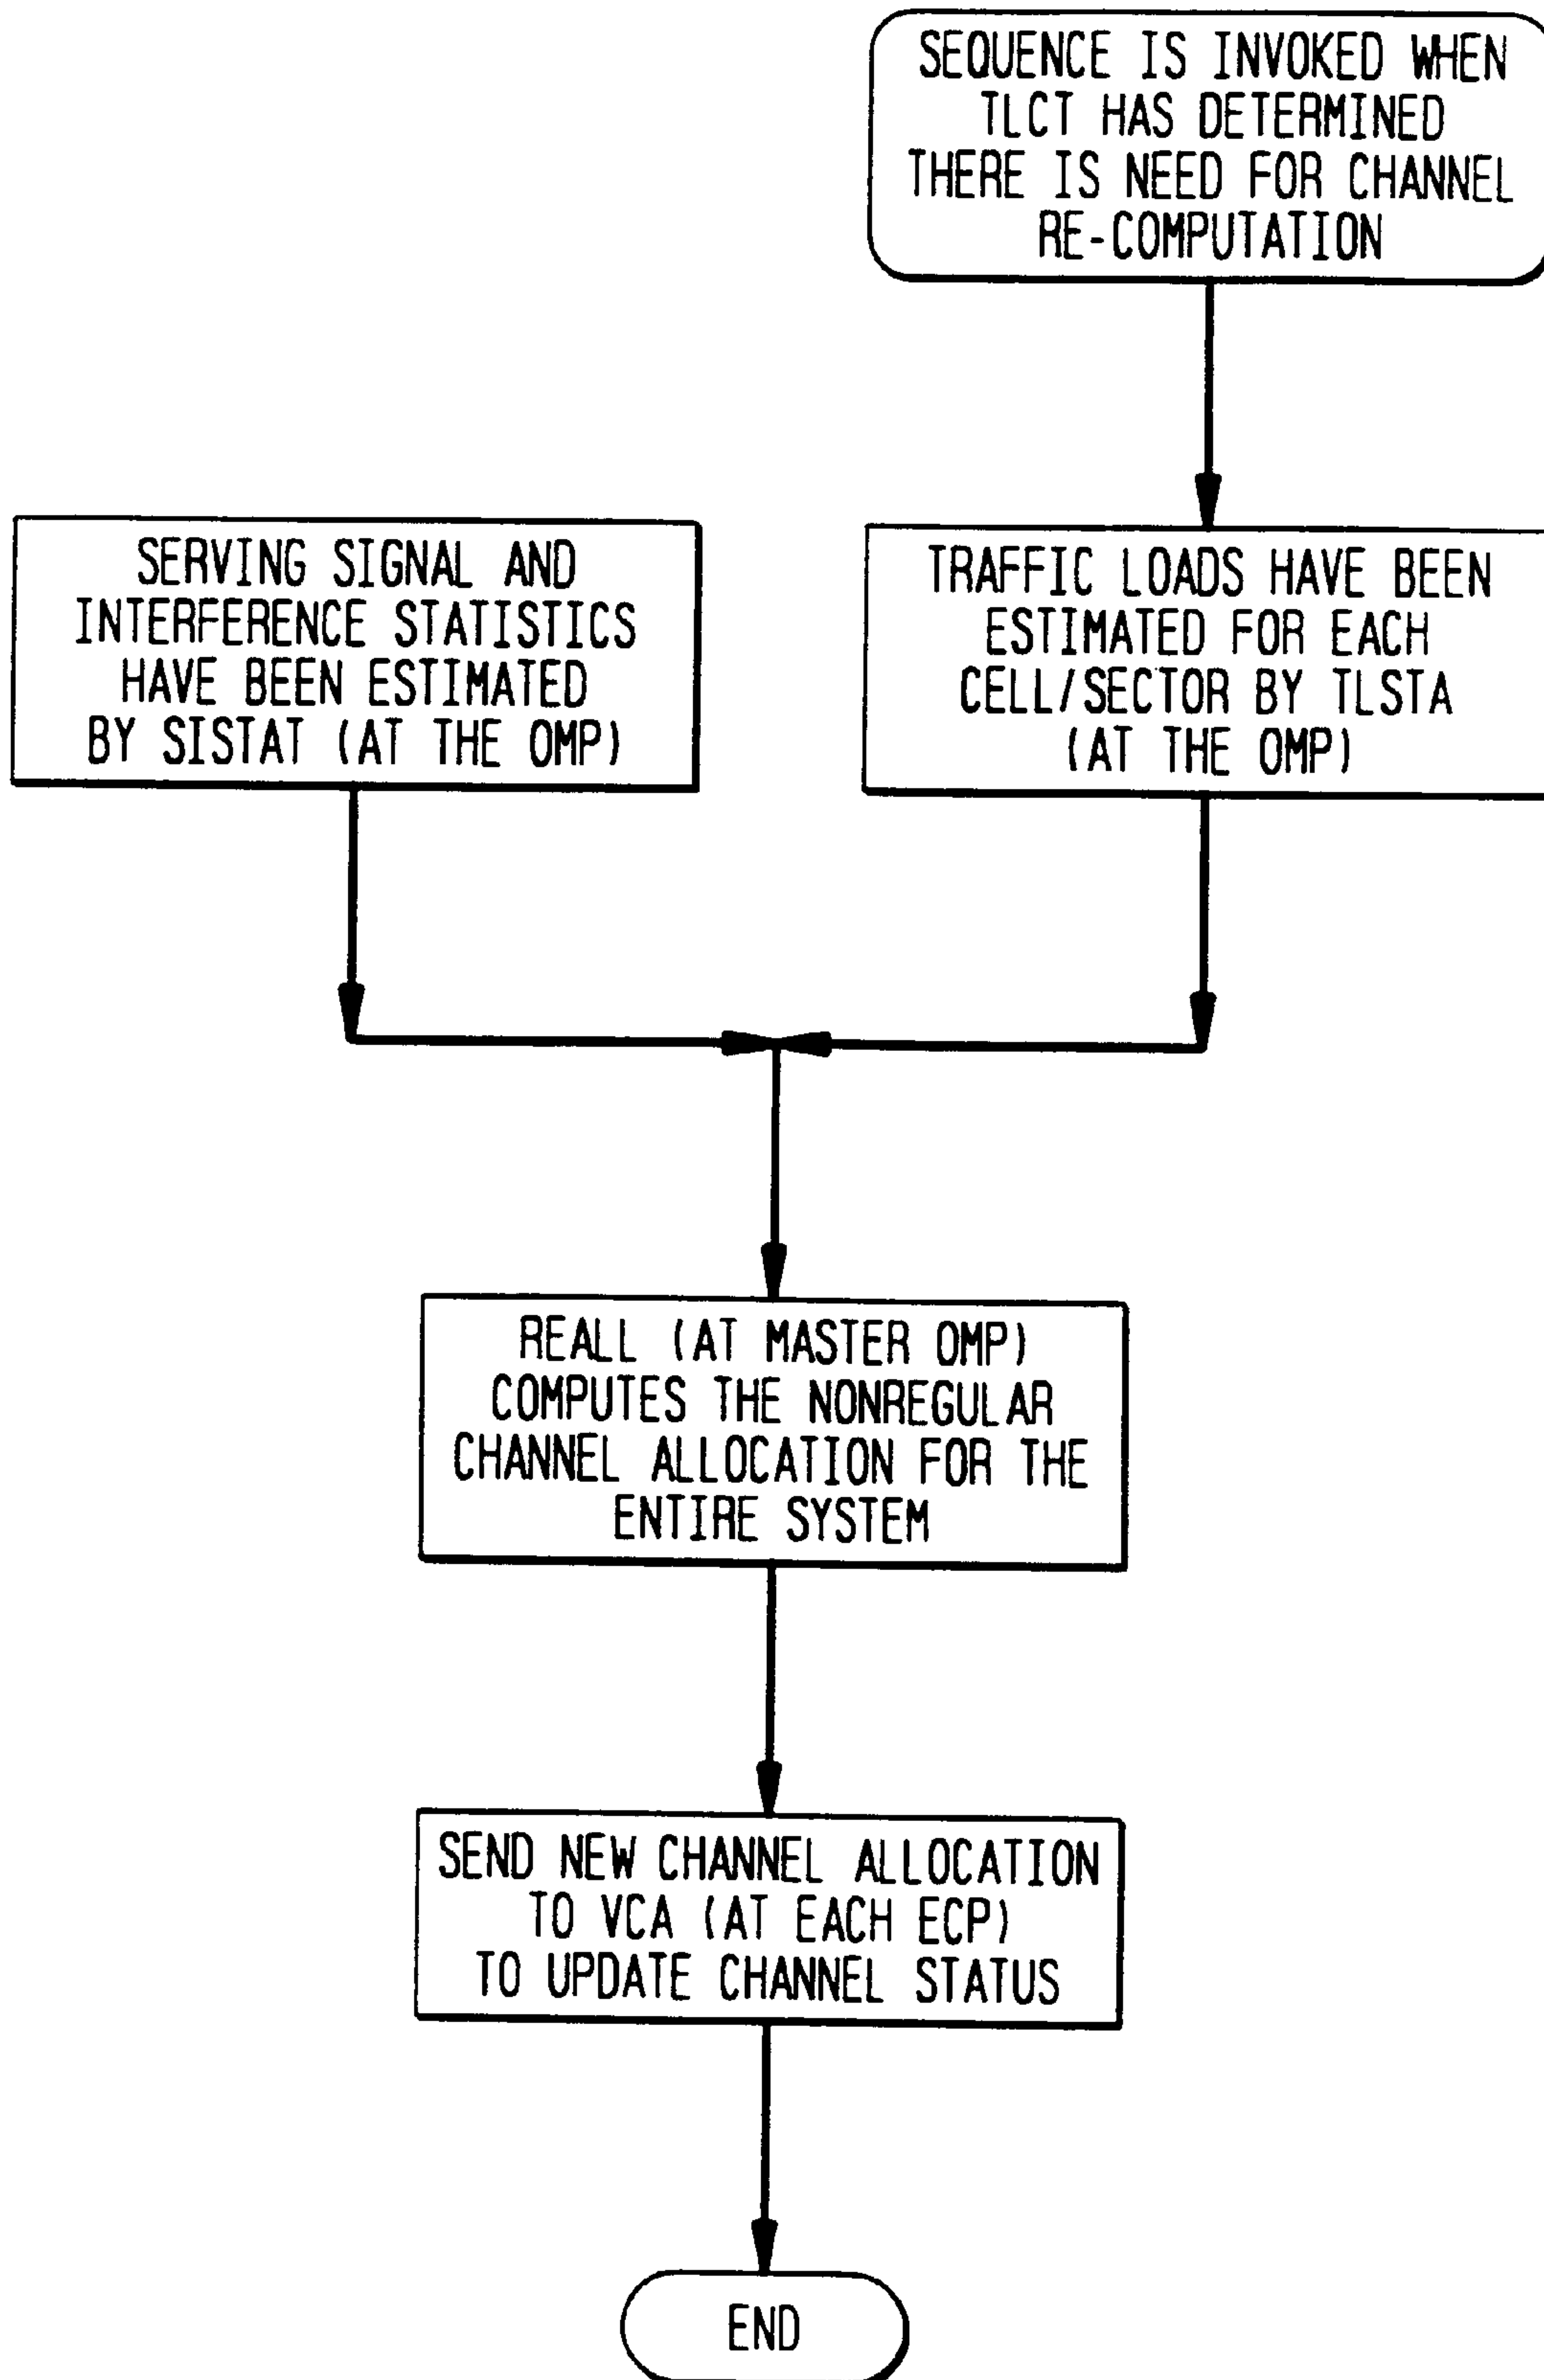 SEQUENCE IS INVOKED WHEN
TLCT HAS DETERMINED
THERE IS NEED FOR CHANNEL
RE-COMPUTATION
SERVING SIGNAL AND
INTERFERENCE STATISTICS
HAVE BEEN ESTIMATED
BY SISTAT (AT THE OMP)
TRAFFIC LOADS HAVE BEEN
ESTIMATED FOR EACH
CELL/SECTOR BY TLSTA
(AT THE OMP)
REALL (AT MASTER OMP)
COMPUTES THE NONREGULAR
CHANNEL ALLOCATION FOR THE
ENTIRE SYSTEM
SEND NEW CHANNEL ALLOCATION
TO VCA (AT EACH ECP)
TO UPDATE CHANNEL STATUS
END